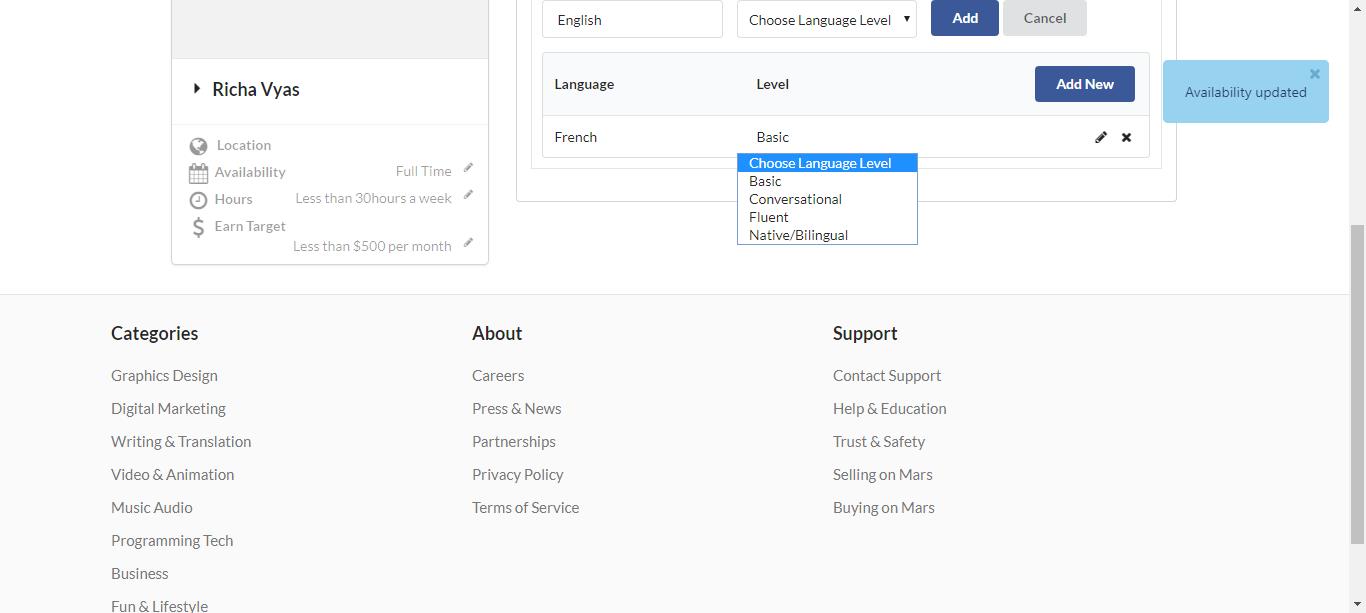 English
Choose Language Level
Add
Cancel
Language
Level
Add New
French
Basic
Choose Language Level
Basic
Conversational
Fluent
Native/Bilingual
Availability updated
Richa Vyas
Location
Availability Full Time
Hours Less than 30hours a week
Earn Target
Less than $500 per month
Categories
Graphics Design
Digital Marketing
Writing & Translation
Video & Animation
Music Audio
Programming Tech
Business
Fun & Lifestyle
About
Careers
Press & News
Partnerships
Privacy Policy
Terms of Service
Support
Contact Support
Help & Education
Trust & Safety
Selling on Mars
Buying on Mars